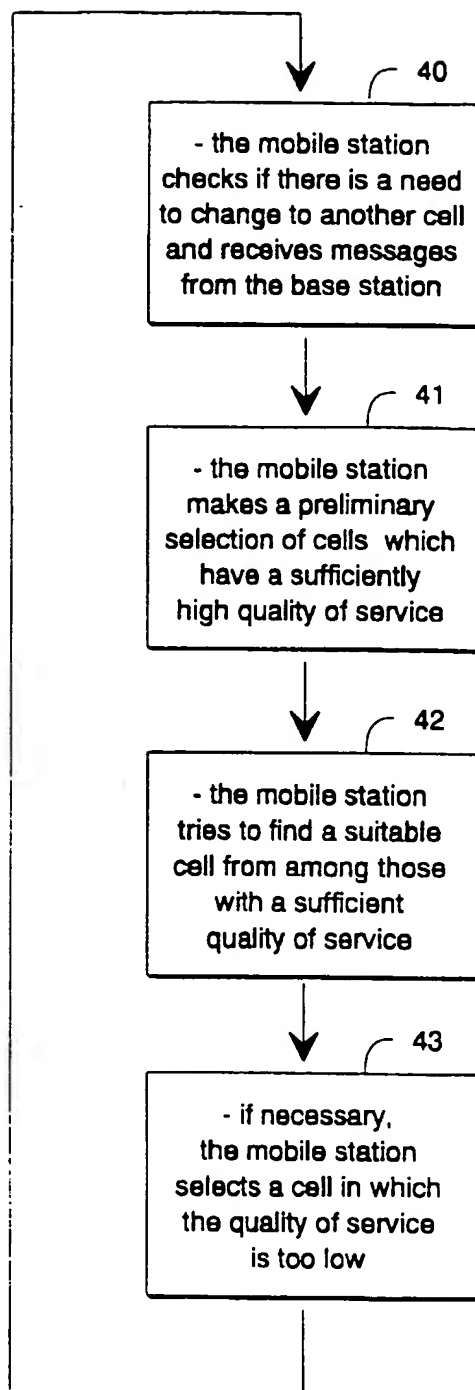 40
- the mobile station
checks if there is a need
to change to another cell
and receives messages
from the base station
41
- the mobile station
makes a preliminary
selection of cells which
have a sufficiently
high quality of service
42
- the mobile station
tries to find a suitable
cell from among those
with a sufficient
quality of service
43
- if necessary,
the mobile station
selects a cell in which
the quality of service
is too low